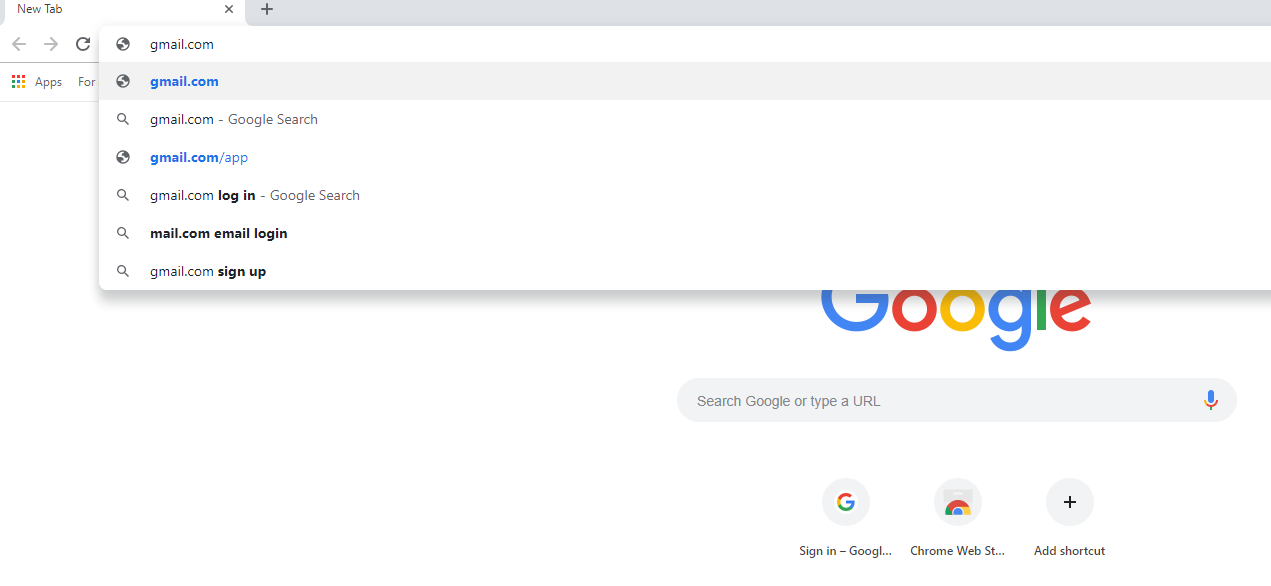 New Tab
gmail.com
Apps For
gmail.com
gmail.com - Google Search
gmail.com/app
gmail.com log in - Google Search
mail.com email login
gmail.com sign up
Google
Search Google or type a URL
Sign in – Googl... Chrome Web St... Add shortcut